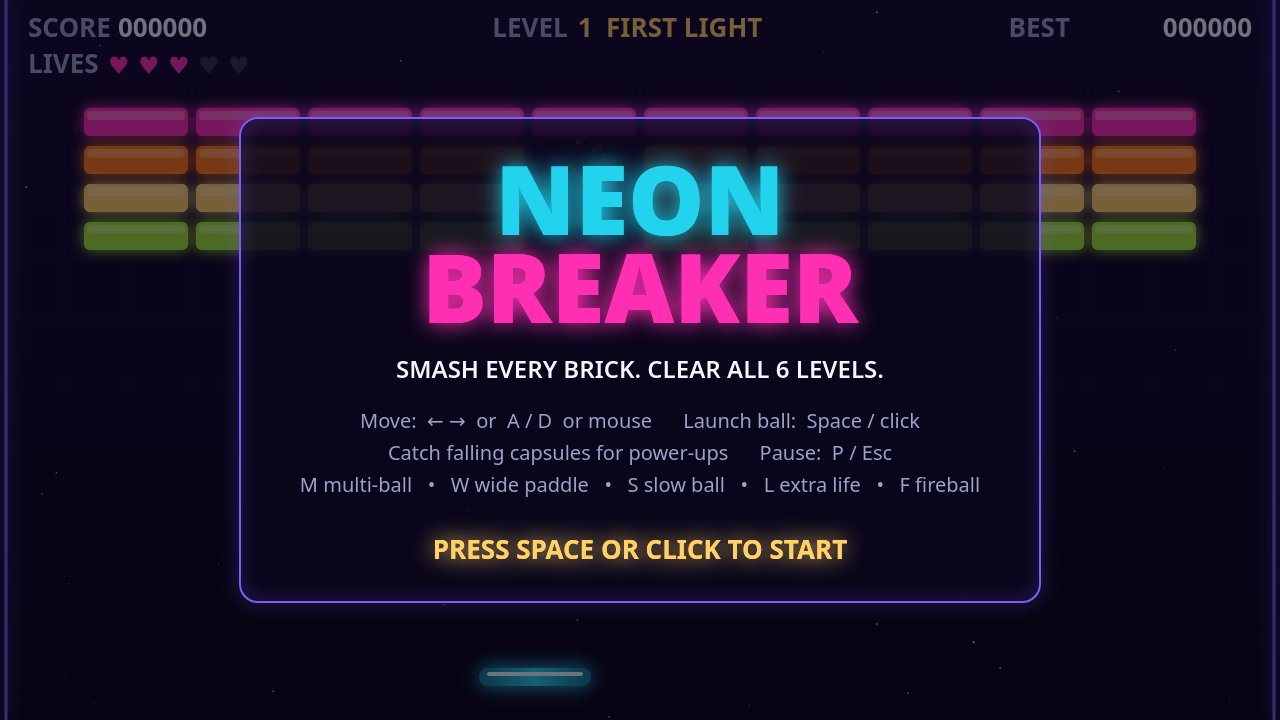 SCORE 000000 LEVEL 1 FIRST LIGHT BEST 000000
LIVES ♥ ♥ ♥ ♥ ♥
NEON
BREAKER
SMASH EVERY BRICK. CLEAR ALL 6 LEVELS.
Move: ← → or A / D or mouse Launch ball: Space / click
Catch falling capsules for power-ups Pause: P / Esc
M multi-ball • W wide paddle • S slow ball • L extra life • F fireball
PRESS SPACE OR CLICK TO START